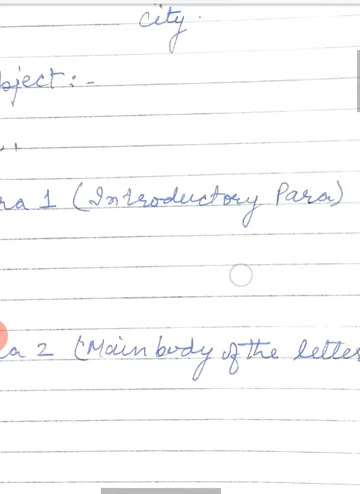 city.
bject :-
ra 1 (Introductory Para)
a 2 (Main body of the letter